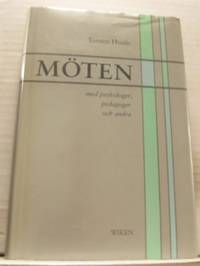 Torsten Husén
MÖTEN
med psykologer,
pedagoger
och andra
WIKEN